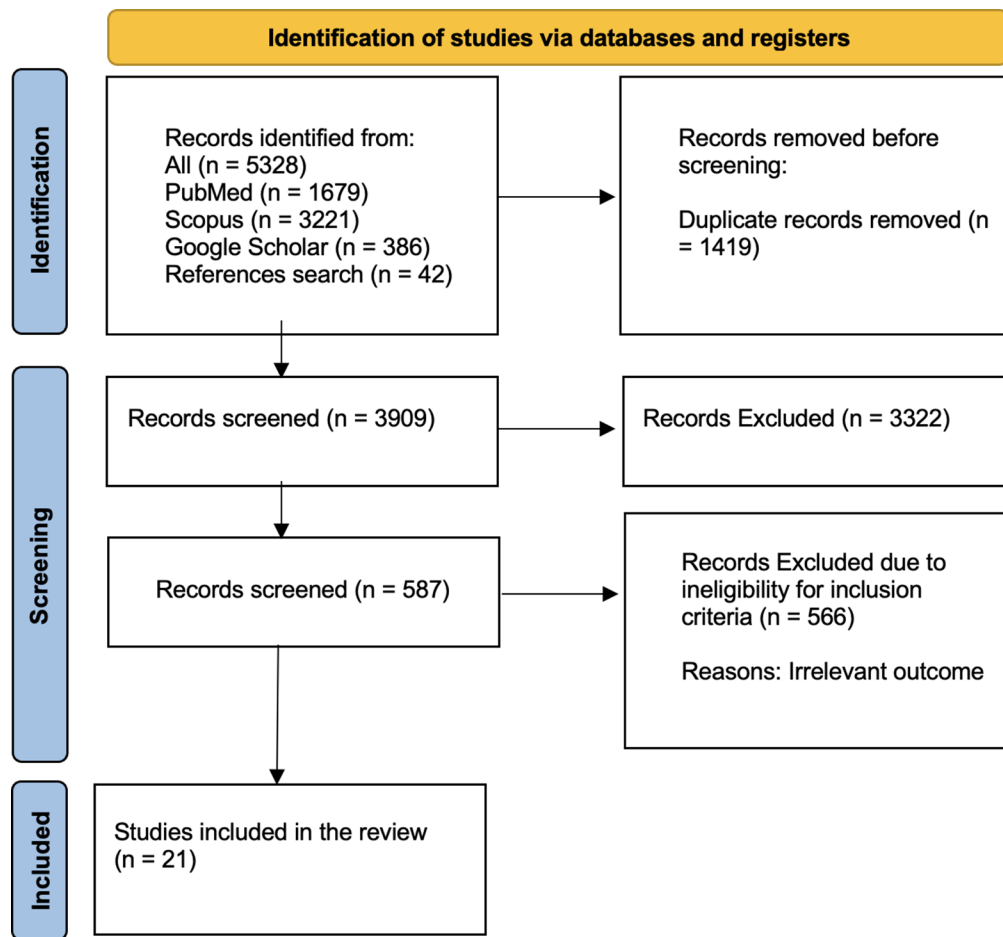 Identification of studies via databases and registers
Identification
Records identified from:
All (n = 5328)
PubMed (n = 1679)
Scopus (n = 3221)
Google Scholar (n = 386)
References search (n = 42)
Records removed before
screening:
Duplicate records removed (n
= 1419)
Screening
Records screened (n = 3909)
Records Excluded (n = 3322)
Records screened (n = 587)
Records Excluded due to
ineligibility for inclusion
criteria (n = 566)
Reasons: Irrelevant outcome
Included
Studies included in the review
(n = 21)